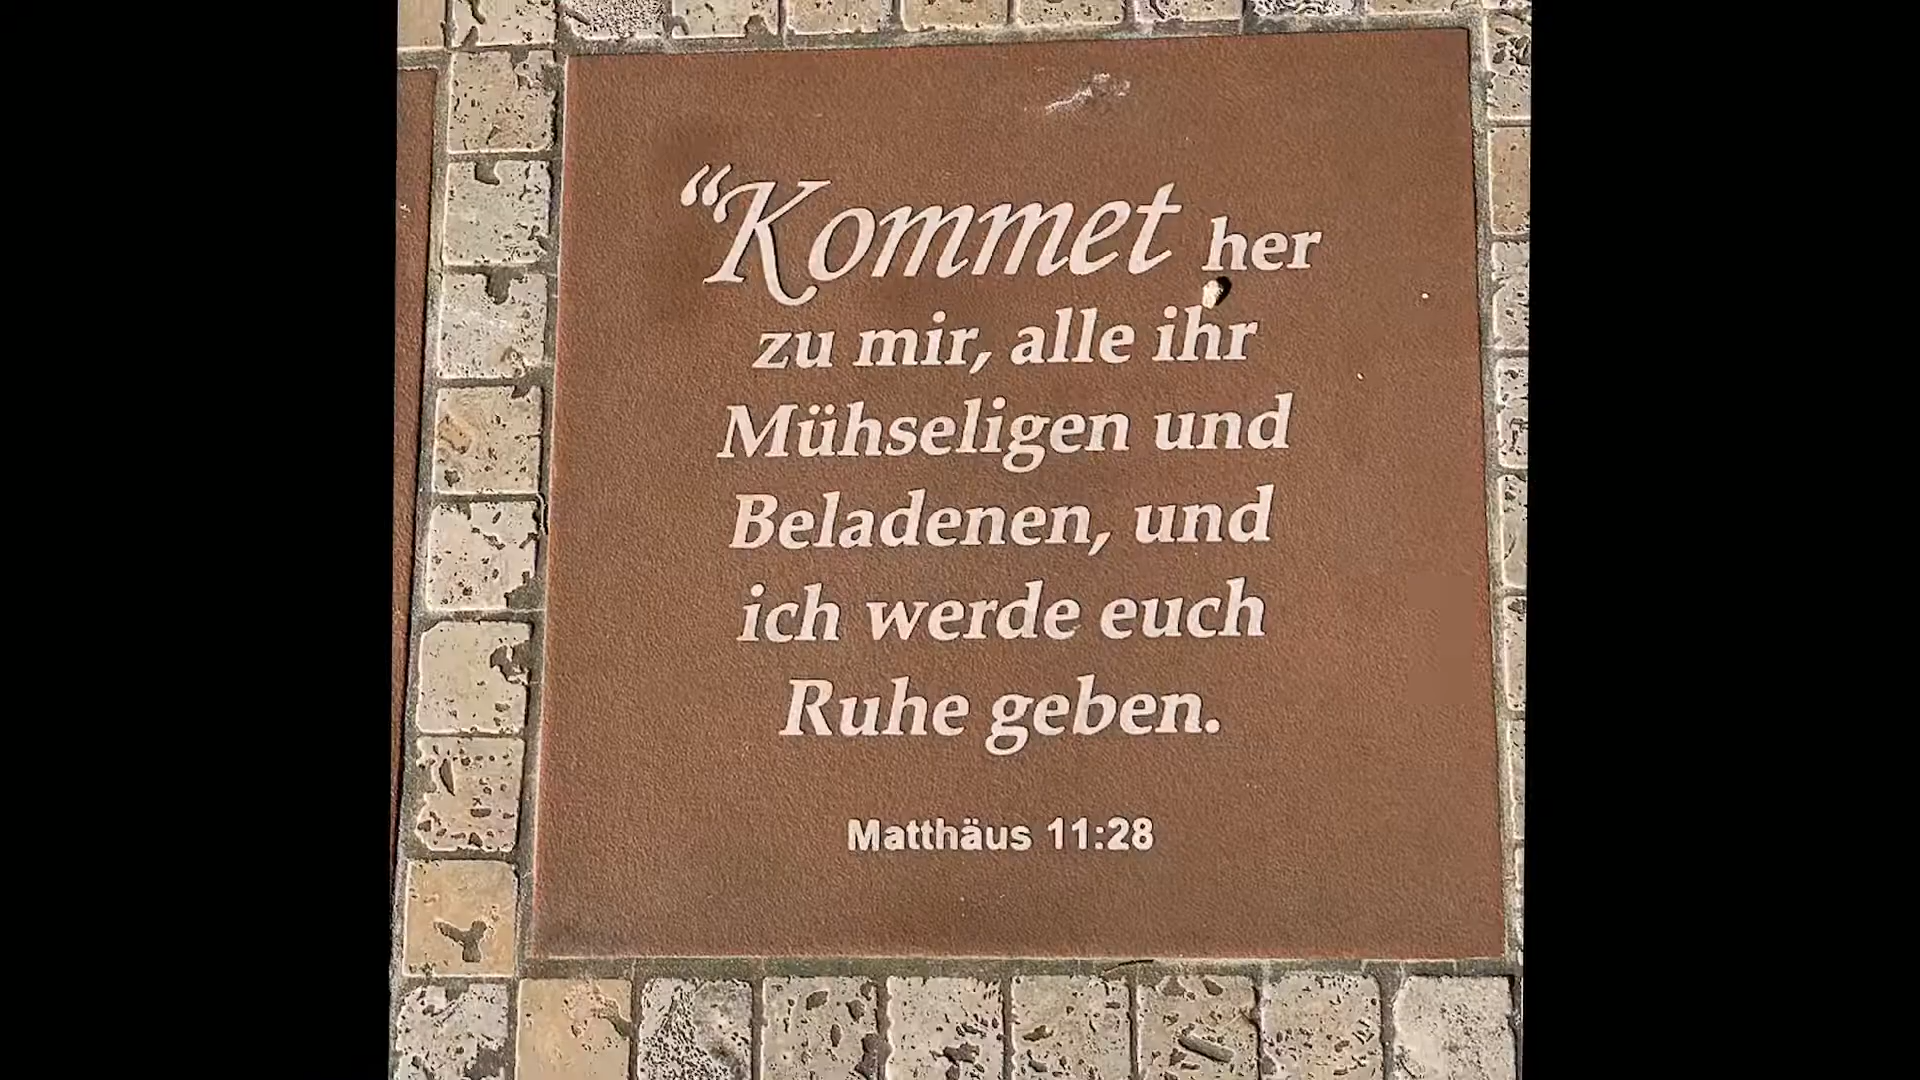 “Kommet her
zu mir, alle ihr
Mühseligen und
Beladenen, und
ich werde euch
Ruhe geben.
Matthäus 11:28